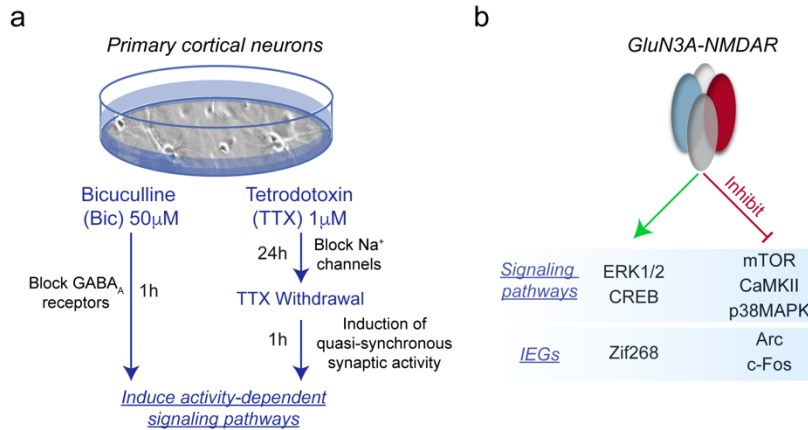 a
Primary cortical neurons
Bicuculline
(Bic) 50μM
Tetrodotoxin
(TTX) 1μM
24h
Block Na⁺
channels
Block GABA_A
receptors
1h
TTX Withdrawal
1h
Induction of
quasi-synchronous
synaptic activity
Induce activity-dependent
signaling pathways
b
GluN3A-NMDAR
Inhibit
Signaling
pathways
ERK1/2
CREB
mTOR
CaMKII
p38MAPK
IEGs
Zif268
Arc
c-Fos